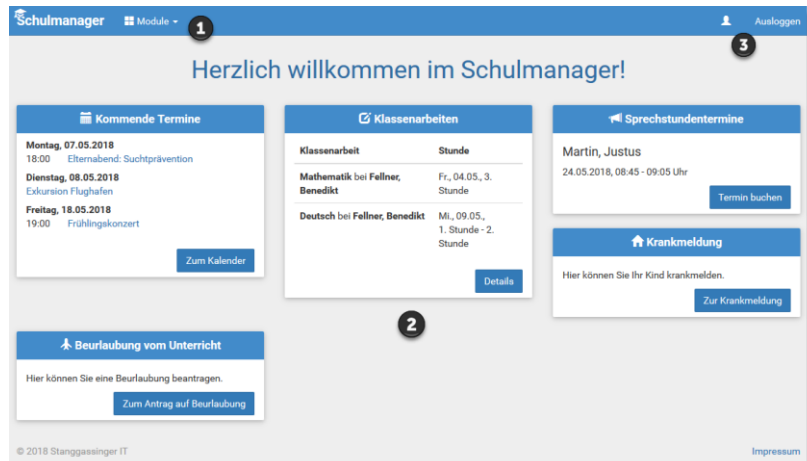 Schulmanager Module 1 Ausloggen
3
Herzlich willkommen im Schulmanager!
Kommende Termine
Montag, 07.05.2018
18:00 Elternabend: Suchtprävention
Dienstag, 08.05.2018
Exkursion Flughafen
Freitag, 18.05.2018
19:00 Frühlingskonzert
Zum Kalender
Klassenarbeiten
Klassenarbeit Stunde
Mathematik bei Fellner, Fr., 04.05., 3.
Benedikt Stunde
Deutsch bei Fellner, Benedikt Mi., 09.05.,
1. Stunde - 2.
Stunde
Details
Sprechstundentermine
Martin, Justus
24.05.2018, 08:45 - 09:05 Uhr
Termin buchen
Krankmeldung
Hier können Sie Ihr Kind krankmelden.
Zur Krankmeldung
2
Beurlaubung vom Unterricht
Hier können Sie eine Beurlaubung beantragen.
Zum Antrag auf Beurlaubung
© 2018 Stanggassinger IT Impressum